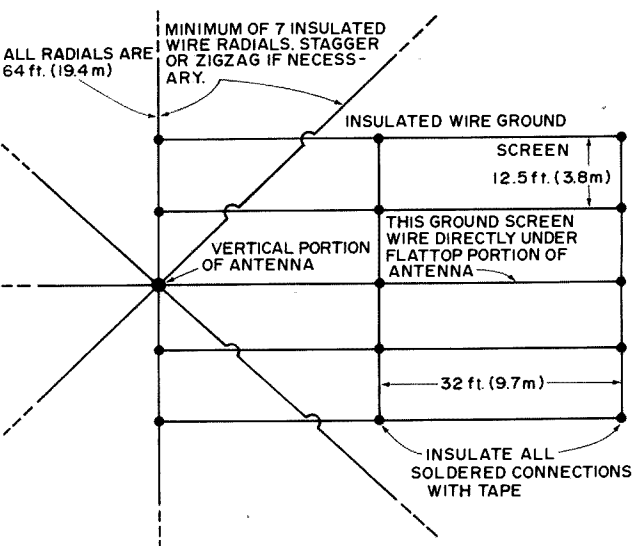 ALL RADIALS ARE
64 ft. (19.4 m)
MINIMUM OF 7 INSULATED
WIRE RADIALS. STAGGER
OR ZIGZAG IF NECESS-
ARY.
INSULATED WIRE GROUND
SCREEN
12.5 ft. (3.8m)
VERTICAL PORTION
OF ANTENNA
THIS GROUND SCREEN
WIRE DIRECTLY UNDER
FLATTOP PORTION OF
ANTENNA
32 ft. (9.7m)
INSULATE ALL
SOLDERED CONNECTIONS
WITH TAPE